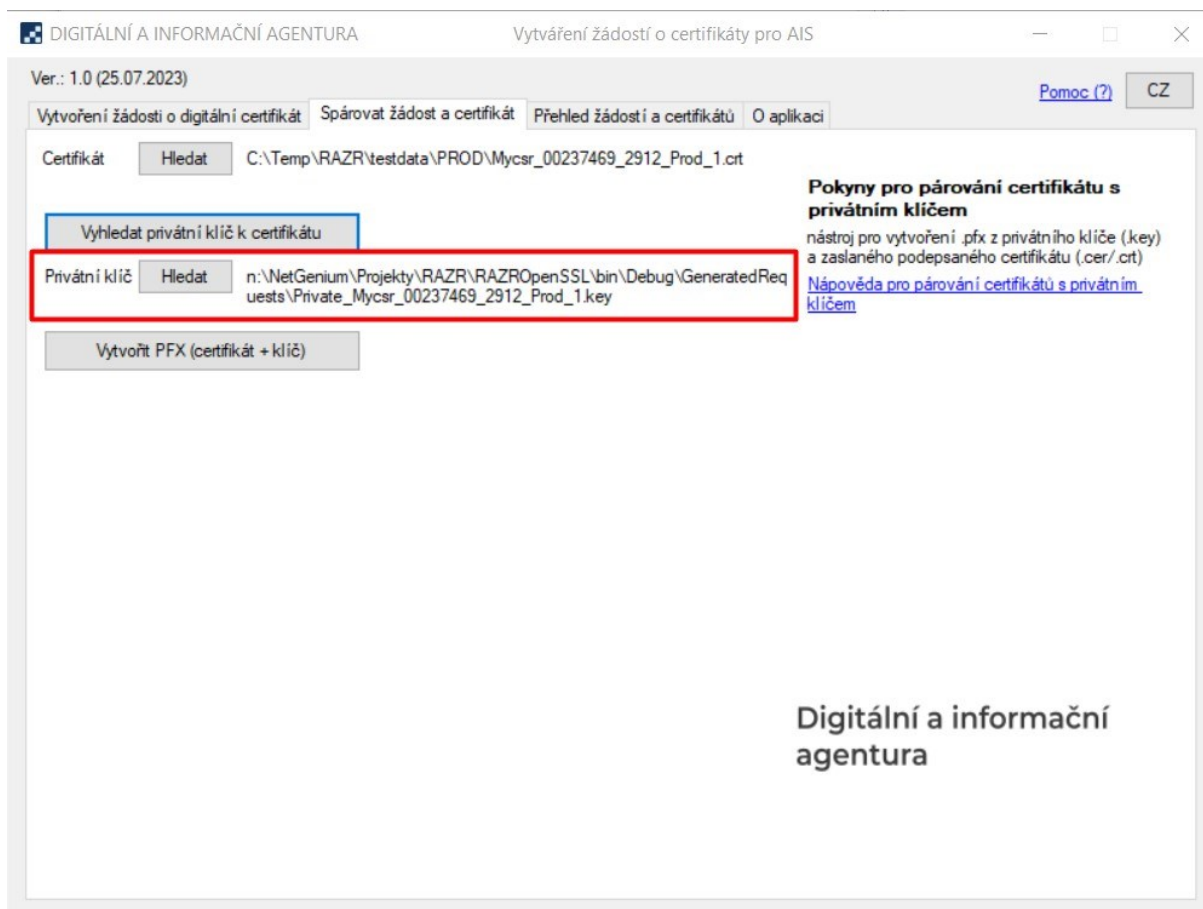 DIGITÁLNÍ A INFORMAČNÍ AGENTURA Vytváření žádostí o certifikáty pro AIS
Ver.: 1.0 (25.07.2023)
Pomoc (?) CZ
Vytvoření žádosti o digitální certifikát Spárovat žádost a certifikát Přehled žádostí a certifikátů O aplikaci
Certifikát Hledat C:\Temp\RAZR\testdata\PROD\Mycsr_00237469_2912_Prod_1.crt
Vyhledat privátní klíč k certifikátu
Privátní klíč Hledat n:\NetGenium\Projekty\RAZR\RAZROpenSSL\bin\Debug\GeneratedReq
uests\Private_Mycsr_00237469_2912_Prod_1.key
Vytvořit PFX (certifikát + klíč)
Pokyny pro párování certifikátu s
privátním klíčem
nástroj pro vytvoření .pfx z privátního klíče (.key)
a zaslaného podepsaného certifikátu (.cer/.crt)
Nápověda pro párování certifikátů s privátním
klíčem
Digitální a informační
agentura